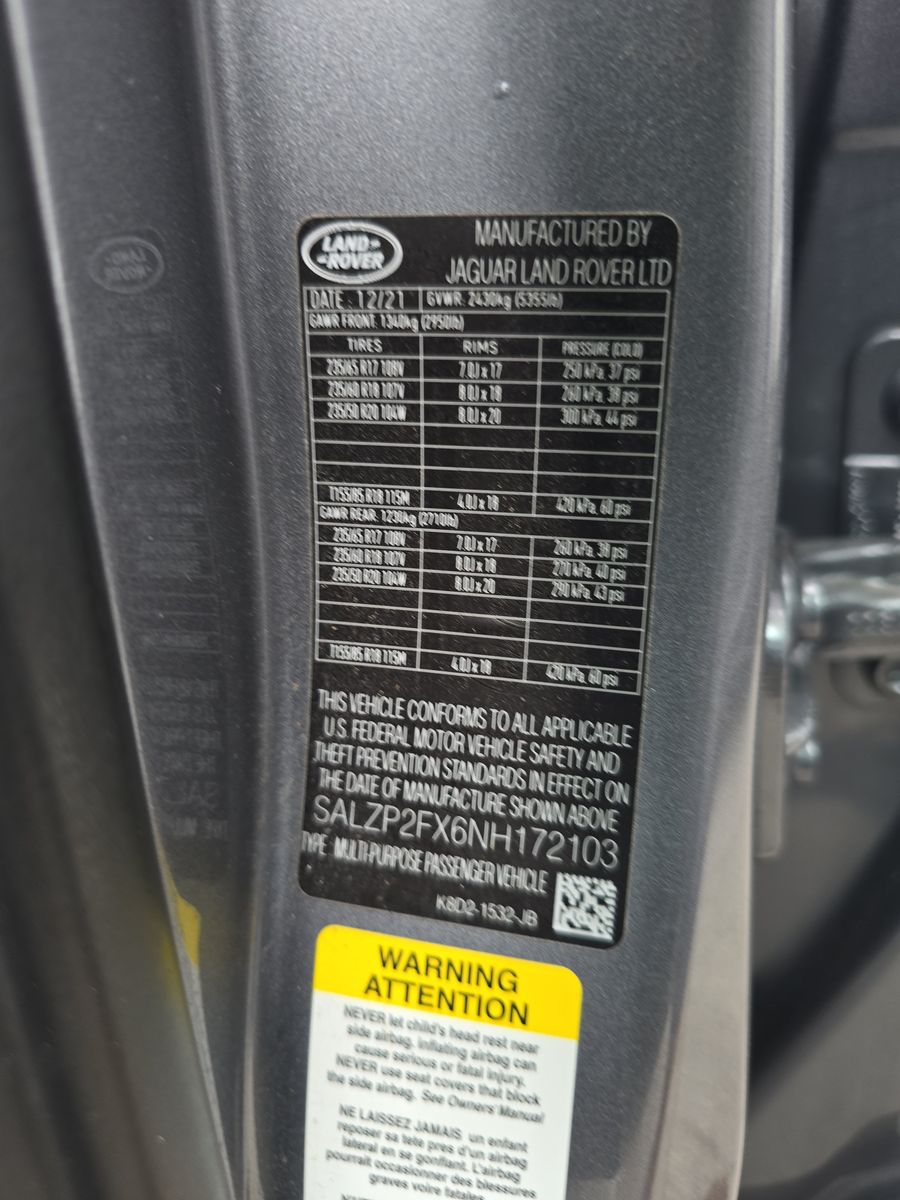 LAND-
-ROVER
MANUFACTURED BY
JAGUAR LAND ROVER LTD
DATE: 12/21 GVWR: 2430kg (5355lb)
GAWR FRONT: 1340kg (2950lb)
TIRES RIMS PRESSURE (COLD)
235/65 R17 108V 7.0J x 17 250 kPa, 37 psi
235/60 R18 107V 8.0J x 18 260 kPa, 38 psi
235/50 R20 104W 8.0J x 20 300 kPa, 44 psi
T155/85 R18 115M 4.0J x 18 420 kPa, 60 psi
GAWR REAR: 1230kg (2710lb)
235/65 R17 108V 7.0J x 17 260 kPa, 38 psi
235/60 R18 107V 8.0J x 18 270 kPa, 40 psi
235/50 R20 104W 8.0J x 20 290 kPa, 43 psi
T155/85 R18 115M 4.0J x 18 420 kPa, 60 psi
THIS VEHICLE CONFORMS TO ALL APPLICABLE
U.S. FEDERAL MOTOR VEHICLE SAFETY AND
THEFT PREVENTION STANDARDS IN EFFECT ON
THE DATE OF MANUFACTURE SHOWN ABOVE
SALZP2FX6NH172103
TYPE: MULTI-PURPOSE PASSENGER VEHICLE
K8D2-1532-JB
WARNING
ATTENTION
NEVER let child's head rest near
side airbag. Inflating airbag can
cause serious or fatal injury.
NEVER use seat covers that block
the side airbag. See Owners' Manual
NE LAISSEZ JAMAIS un enfant
reposer sa tete pres d'un airbag
lateral en se gonflant. L'airbag
pourrait occasionner des blessures
graves voire fatales.